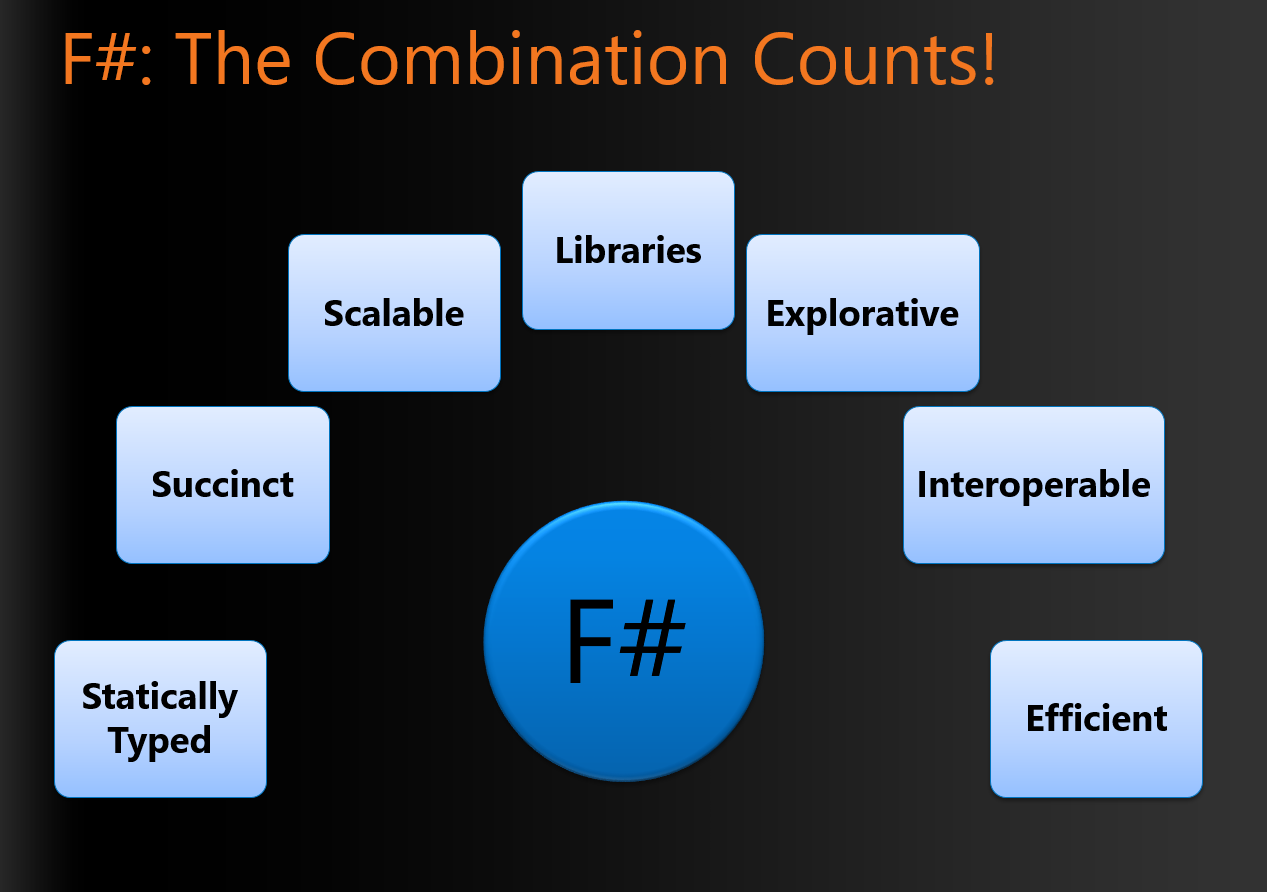 F#: The Combination Counts!
Libraries
Scalable
Explorative
Succinct
Interoperable
F#
Statically
Typed
Efficient